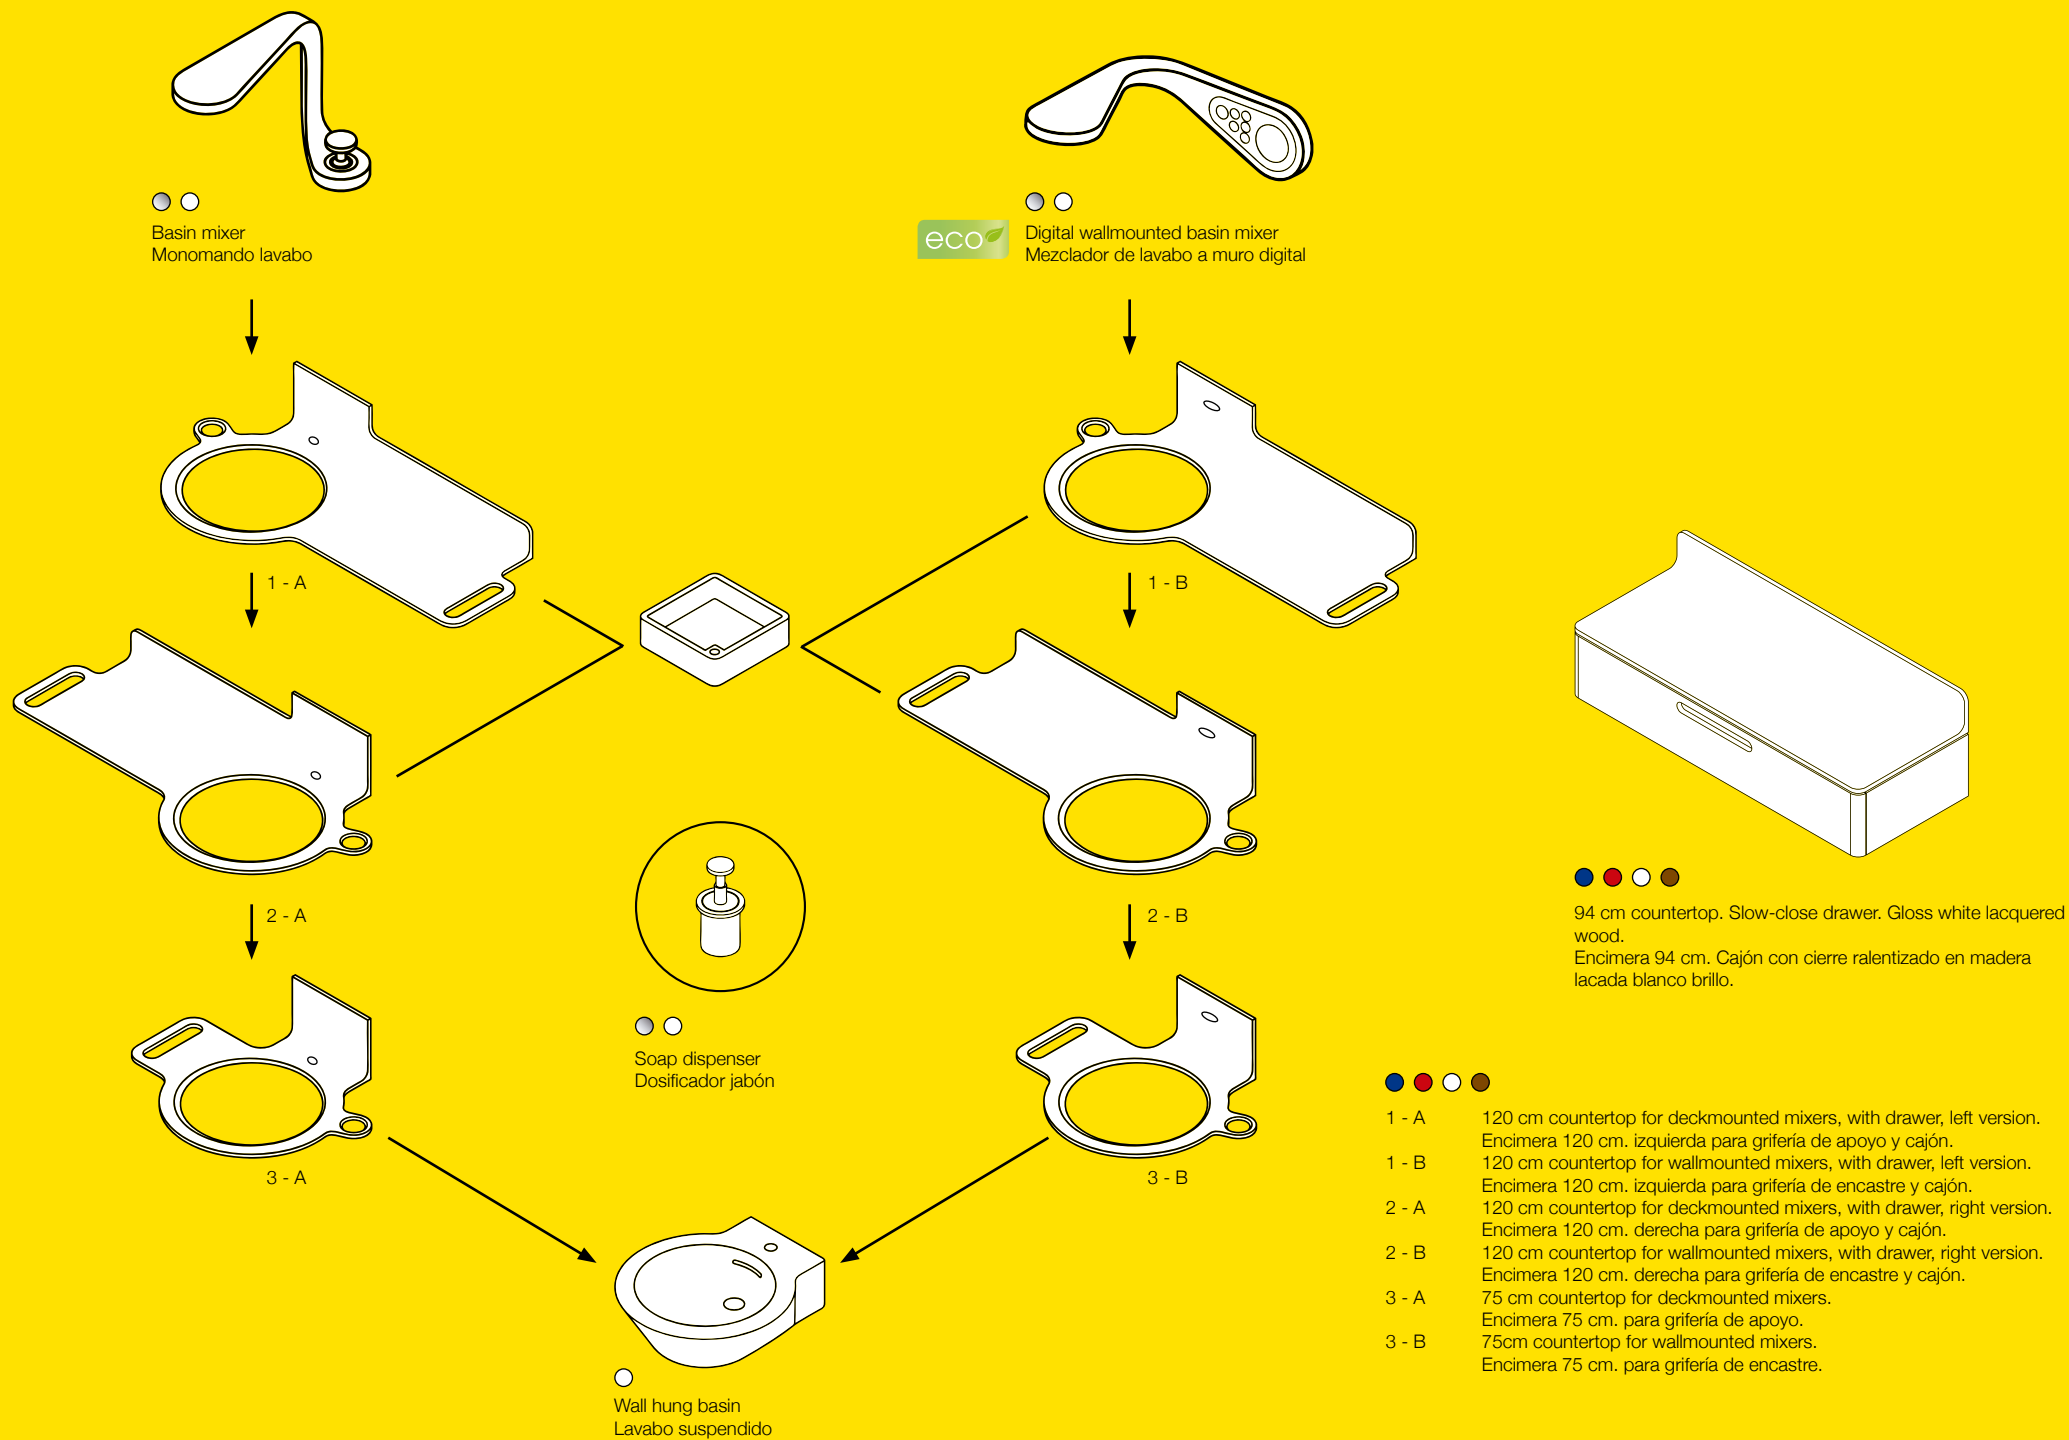 Basin mixer
Monomando lavabo
eco
Digital wallmounted basin mixer
Mezclador de lavabo a muro digital
1 - A
1 - B
2 - A
2 - B
94 cm countertop. Slow-close drawer. Gloss white lacquered
wood.
Encimera 94 cm. Cajón con cierre ralentizado en madera
lacada blanco brillo.
Soap dispenser
Dosificador jabón
3 - A
3 - B
1 - A 120 cm countertop for deckmounted mixers, with drawer, left version.
Encimera 120 cm. izquierda para grifería de apoyo y cajón.
1 - B 120 cm countertop for wallmounted mixers, with drawer, left version.
Encimera 120 cm. izquierda para grifería de encastre y cajón.
2 - A 120 cm countertop for deckmounted mixers, with drawer, right version.
Encimera 120 cm. derecha para grifería de apoyo y cajón.
2 - B 120 cm countertop for wallmounted mixers, with drawer, right version.
Encimera 120 cm. derecha para grifería de encastre y cajón.
3 - A 75 cm countertop for deckmounted mixers.
Encimera 75 cm. para grifería de apoyo.
3 - B 75cm countertop for wallmounted mixers.
Encimera 75 cm. para grifería de encastre.
Wall hung basin
Lavabo suspendido